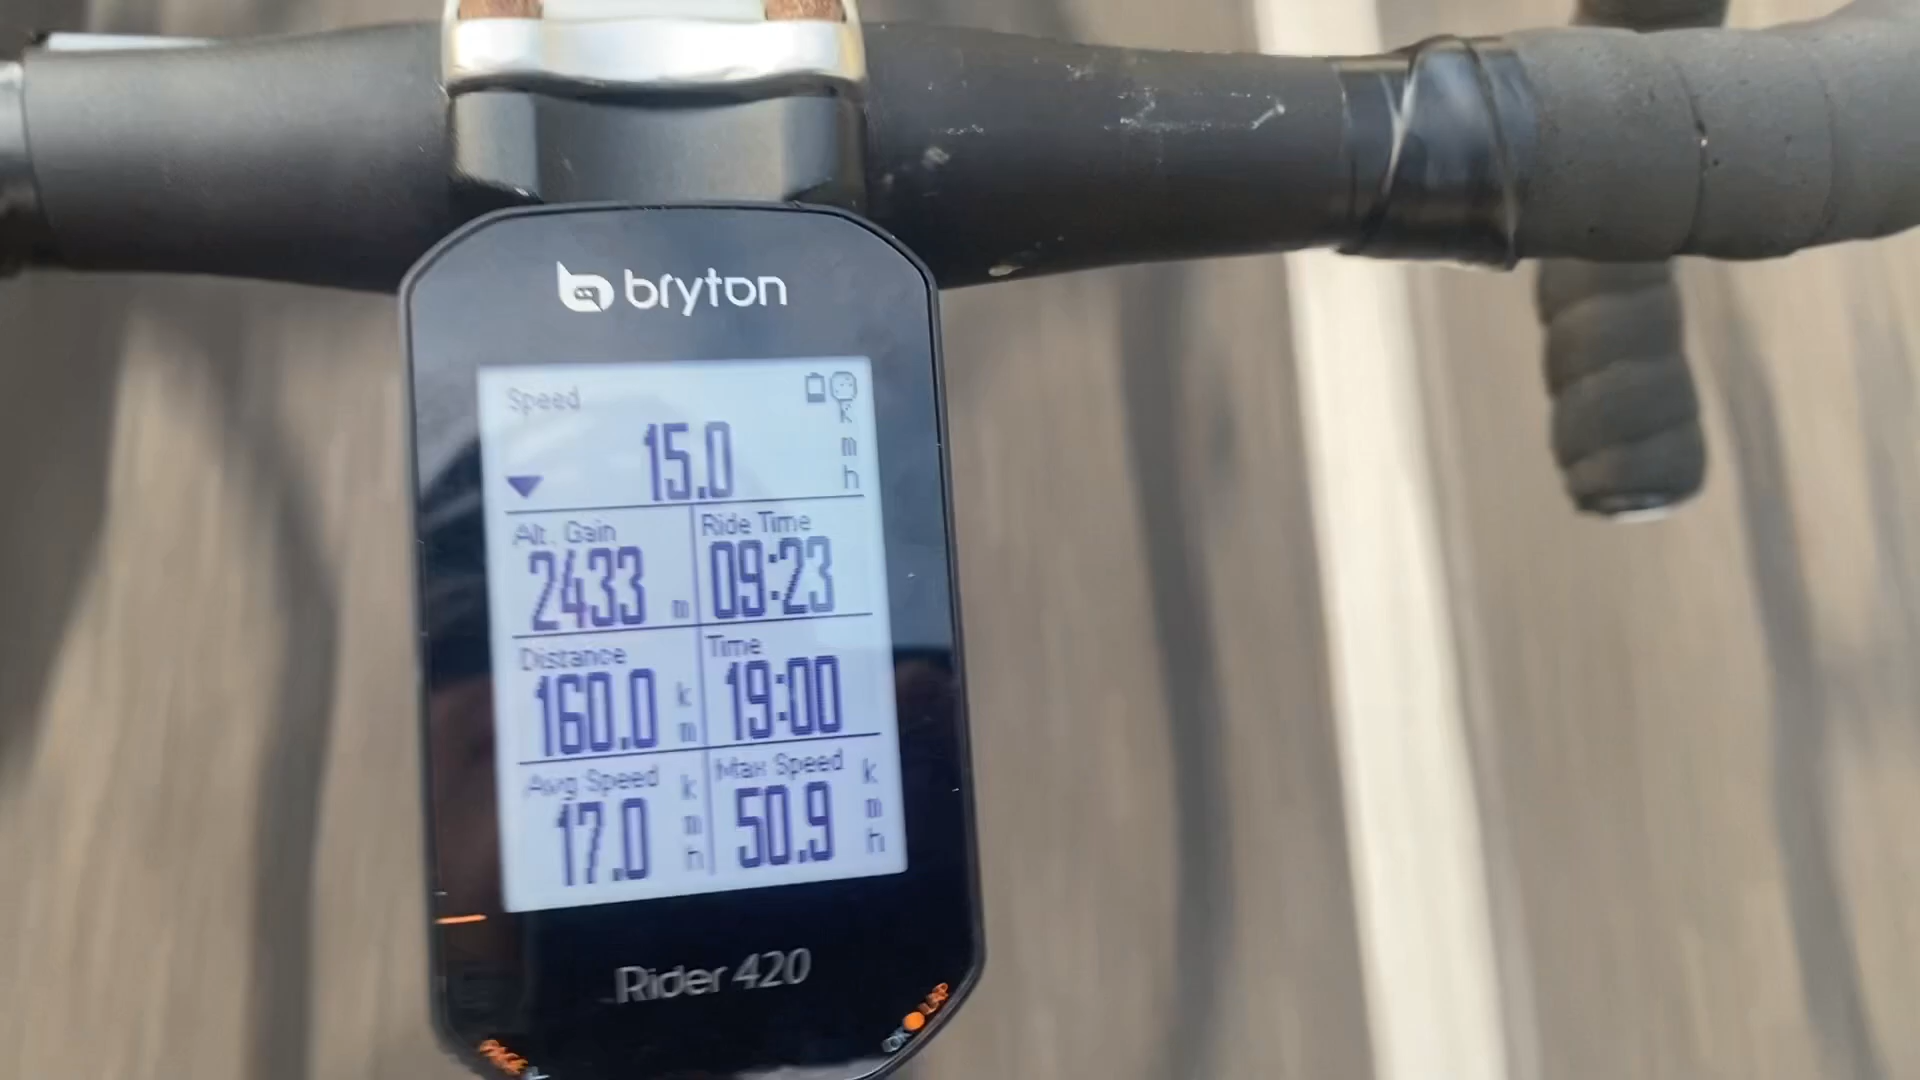 bryton
Speed
15.0
k
m
h
Alt. Gain
2433 m
Ride Time
09:23
Distance
160.0 k
m
Time
19:00
Avg Speed
17.0
k
m
h
Max Speed
50.9
k
m
h
Rider 420
LAP
OK